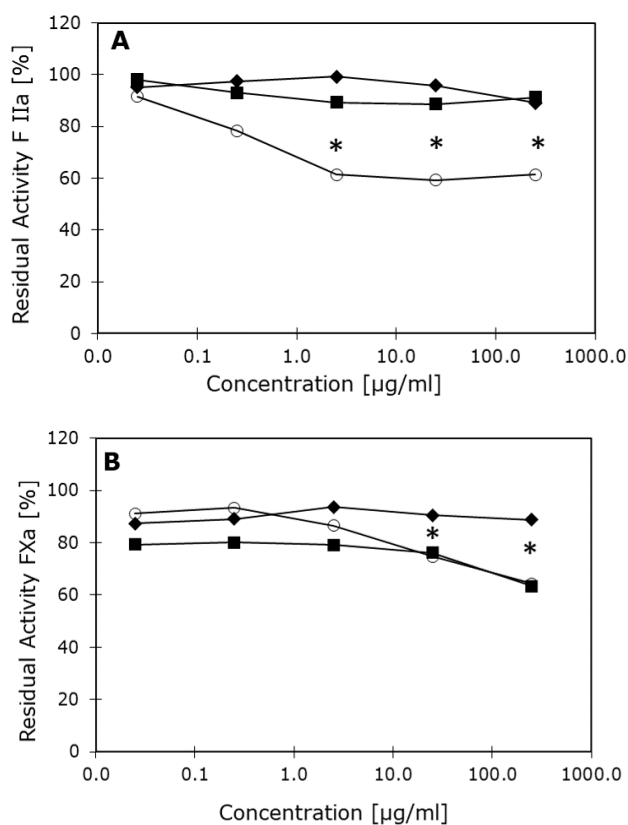 A
120
100
80
60
40
20
0
Residual Activity F IIa [%]
* * *
0.0 0.1 1.0 10.0 100.0 1000.0
Concentration [µg/ml]
B
120
100
80
60
40
20
0
Residual Activity FXa [%]
* *
0.0 0.1 1.0 10.0 100.0 1000.0
Concentration [µg/ml]